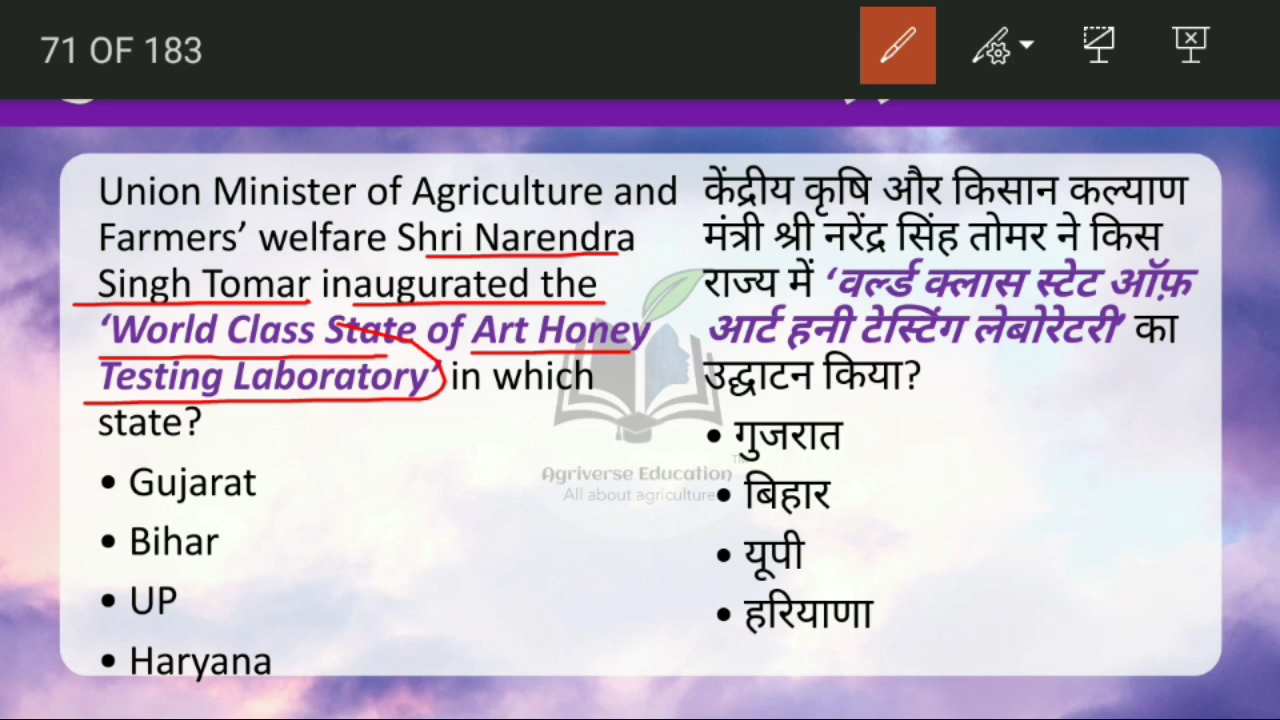 71 OF 183
Union Minister of Agriculture and
Farmers’ welfare Shri Narendra
Singh Tomar inaugurated the
‘World Class State of Art Honey
Testing Laboratory’ in which
state?
• Gujarat
• Bihar
• UP
• Haryana
केंद्रीय कृषि और किसान कल्याण
मंत्री श्री नरेंद्र सिंह तोमर ने किस
राज्य में ‘वर्ल्ड क्लास स्टेट ऑफ़
आर्ट हनी टेस्टिंग लेबोरेटरी’ का
उद्घाटन किया?
• गुजरात
• बिहार
• यूपी
• हरियाणा
Agriverse Education
TM
All about agriculture